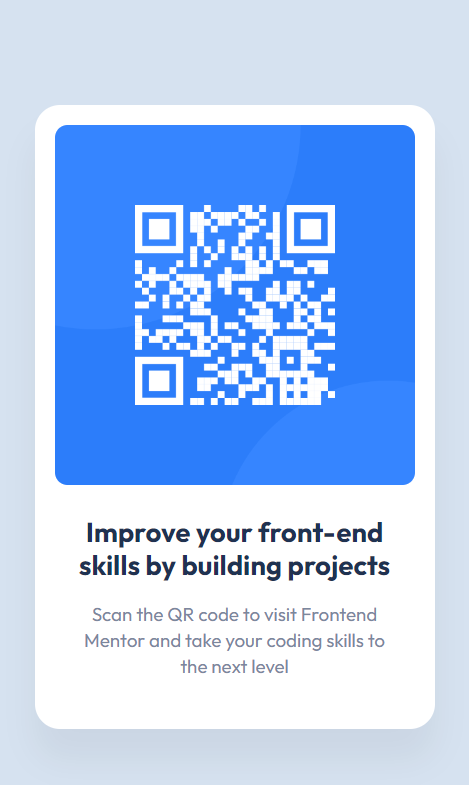 Improve your front-end
skills by building projects
Scan the QR code to visit Frontend
Mentor and take your coding skills to
the next level